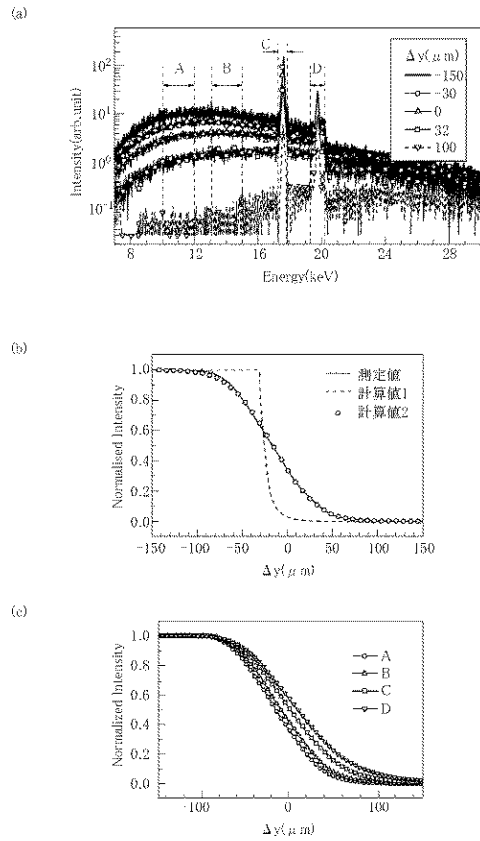 (a)
C
A
B
D
Δy(μm)
-150
-30
0
32
100
10²
10¹
10⁰
10⁻¹
Intensity(arb.unit)
8
12
16
20
24
28
Energy(keV)
(b)
測定値
計算値1
計算値2
1.0
0.8
0.6
0.4
0.2
0.0
Normalised Intensity
-150
-100
-50
0
50
100
150
Δy(μm)
(c)
A
B
C
D
1.0
0.8
0.6
0.4
0.2
0.0
Normalized Intensity
-100
0
100
Δy(μm)